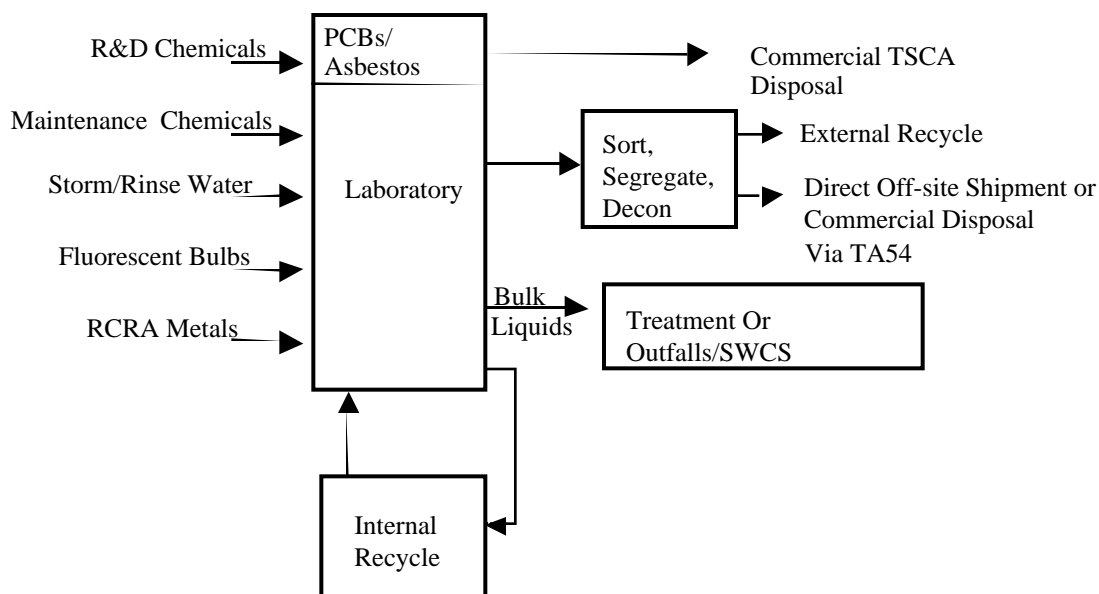 R&D Chemicals
Maintenance Chemicals
Storm/Rinse Water
Fluorescent Bulbs
RCRA Metals
PCBs/
Asbestos
Laboratory
Commercial TSCA
Disposal
Sort,
Segregate,
Decon
External Recycle
Direct Off-site Shipment or
Commercial Disposal
Via TA54
Bulk
Liquids
Treatment Or
Outfalls/SWCS
Internal
Recycle